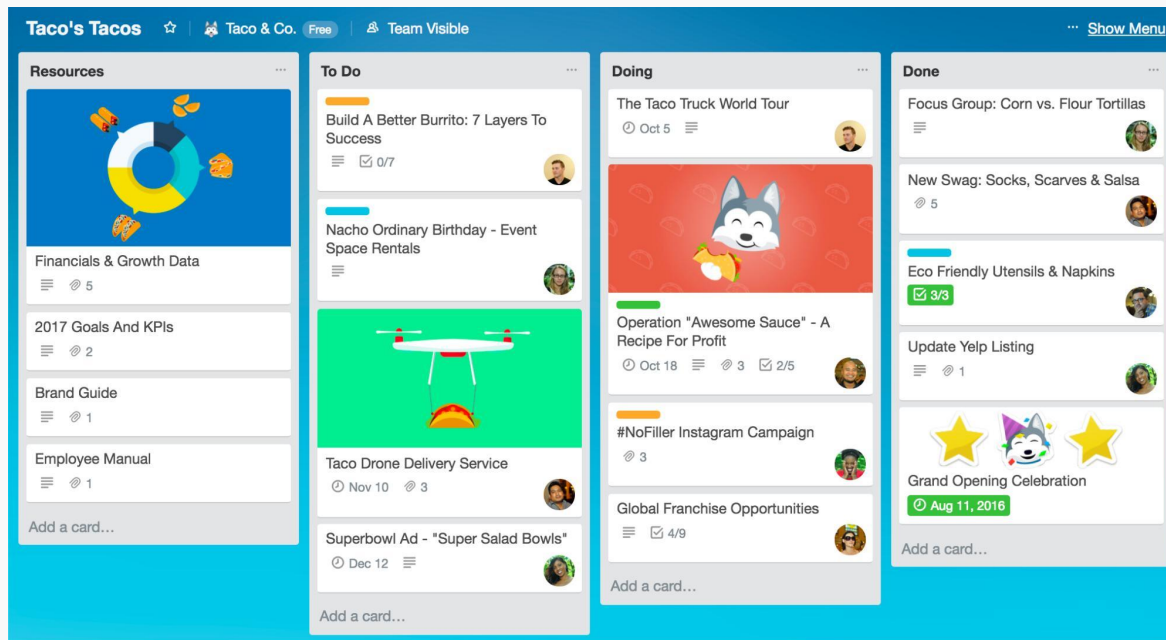 Taco's Tacos
Taco & Co.
Free
Team Visible
··· Show Menu
Resources
Financials & Growth Data
5
2017 Goals And KPIs
2
Brand Guide
1
Employee Manual
1
Add a card…
To Do
Build A Better Burrito: 7 Layers To
Success
0/7
Nacho Ordinary Birthday - Event
Space Rentals
Taco Drone Delivery Service
Nov 10 3
Superbowl Ad - "Super Salad Bowls"
Dec 12
Add a card…
Doing
The Taco Truck World Tour
Oct 5
Operation "Awesome Sauce" - A
Recipe For Profit
Oct 18 3 2/5
#NoFiller Instagram Campaign
3
Global Franchise Opportunities
4/9
Add a card…
Done
Focus Group: Corn vs. Flour Tortillas
New Swag: Socks, Scarves & Salsa
5
Eco Friendly Utensils & Napkins
3/3
Update Yelp Listing
1
Grand Opening Celebration
Aug 11, 2016
Add a card…